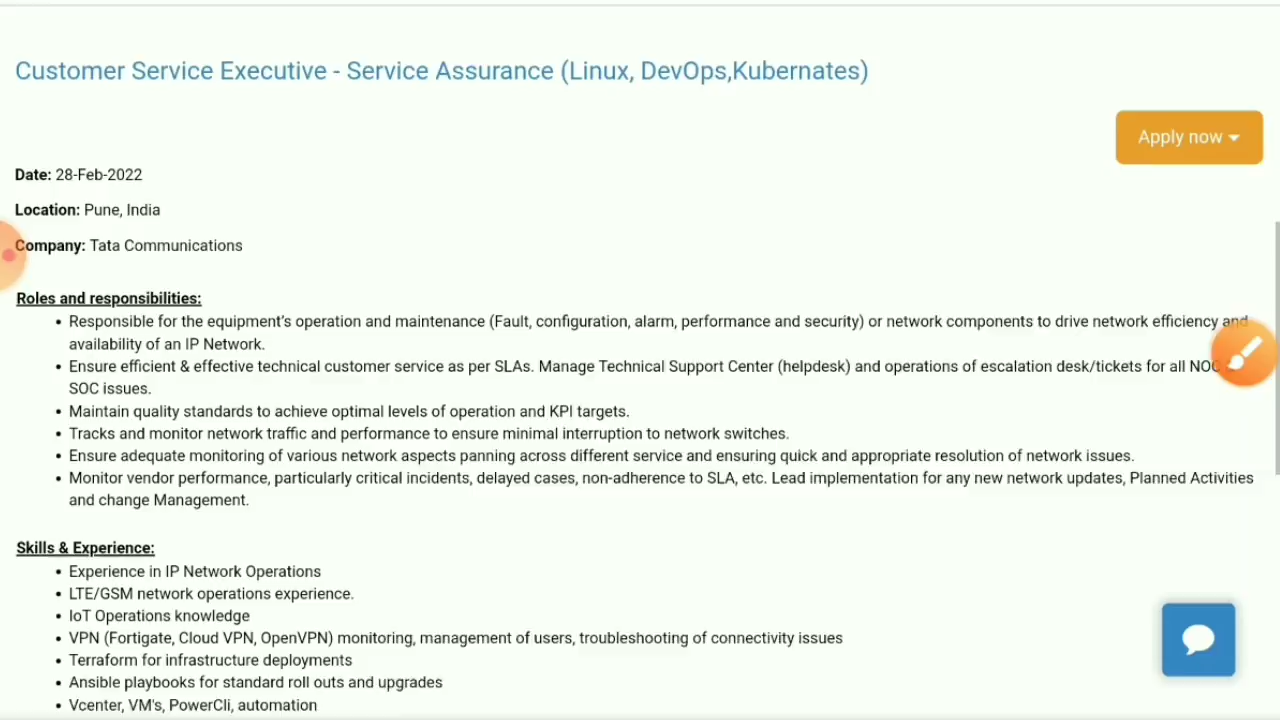 Customer Service Executive - Service Assurance (Linux, DevOps,Kubernates)
Apply now
Date: 28-Feb-2022
Location: Pune, India
Company: Tata Communications
Roles and responsibilities:
• Responsible for the equipment's operation and maintenance (Fault, configuration, alarm, performance and security) or network components to drive network efficiency and
availability of an IP Network.
• Ensure efficient & effective technical customer service as per SLAs. Manage Technical Support Center (helpdesk) and operations of escalation desk/tickets for all NOC
SOC issues.
• Maintain quality standards to achieve optimal levels of operation and KPI targets.
• Tracks and monitor network traffic and performance to ensure minimal interruption to network switches.
• Ensure adequate monitoring of various network aspects panning across different service and ensuring quick and appropriate resolution of network issues.
• Monitor vendor performance, particularly critical incidents, delayed cases, non-adherence to SLA, etc. Lead implementation for any new network updates, Planned Activities
and change Management.
Skills & Experience:
• Experience in IP Network Operations
• LTE/GSM network operations experience.
• IoT Operations knowledge
• VPN (Fortigate, Cloud VPN, OpenVPN) monitoring, management of users, troubleshooting of connectivity issues
• Terraform for infrastructure deployments
• Ansible playbooks for standard roll outs and upgrades
• Vcenter, VM's, PowerCli, automation